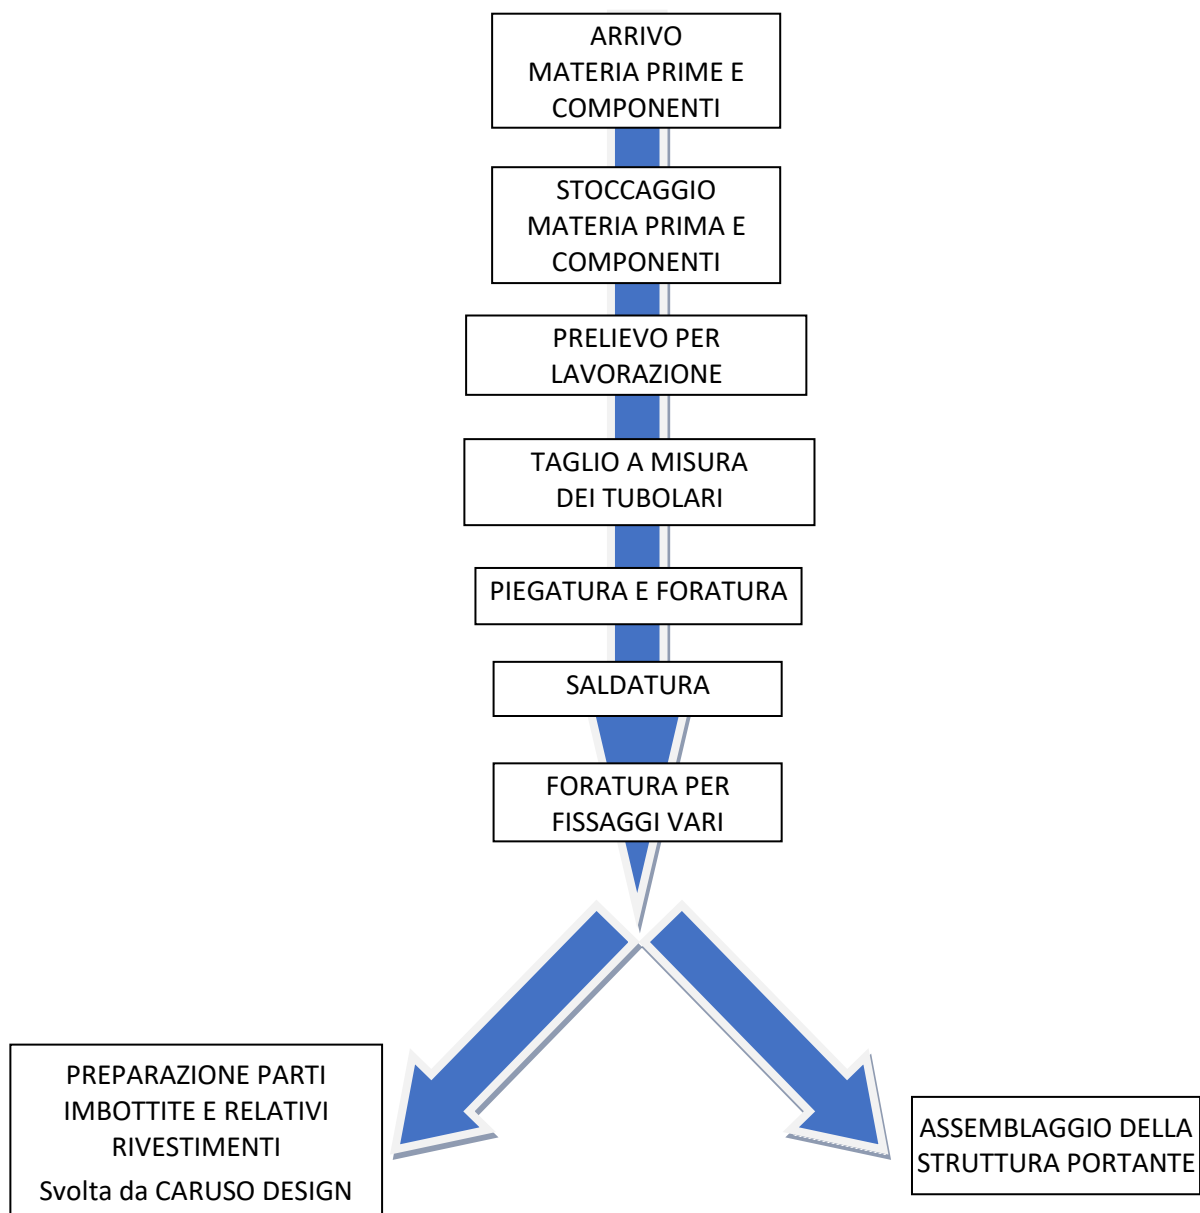 ARRIVO
MATERIA PRIME E
COMPONENTI
STOCCAGGIO
MATERIA PRIMA E
COMPONENTI
PRELIEVO PER
LAVORAZIONE
TAGLIO A MISURA
DEI TUBOLARI
PIEGATURA E FORATURA
SALDATURA
FORATURA PER
FISSAGGI VARI
PREPARAZIONE PARTI
IMBOTTITE E RELATIVI
RIVESTIMENTI
Svolta da CARUSO DESIGN
ASSEMBLAGGIO DELLA
STRUTTURA PORTANTE